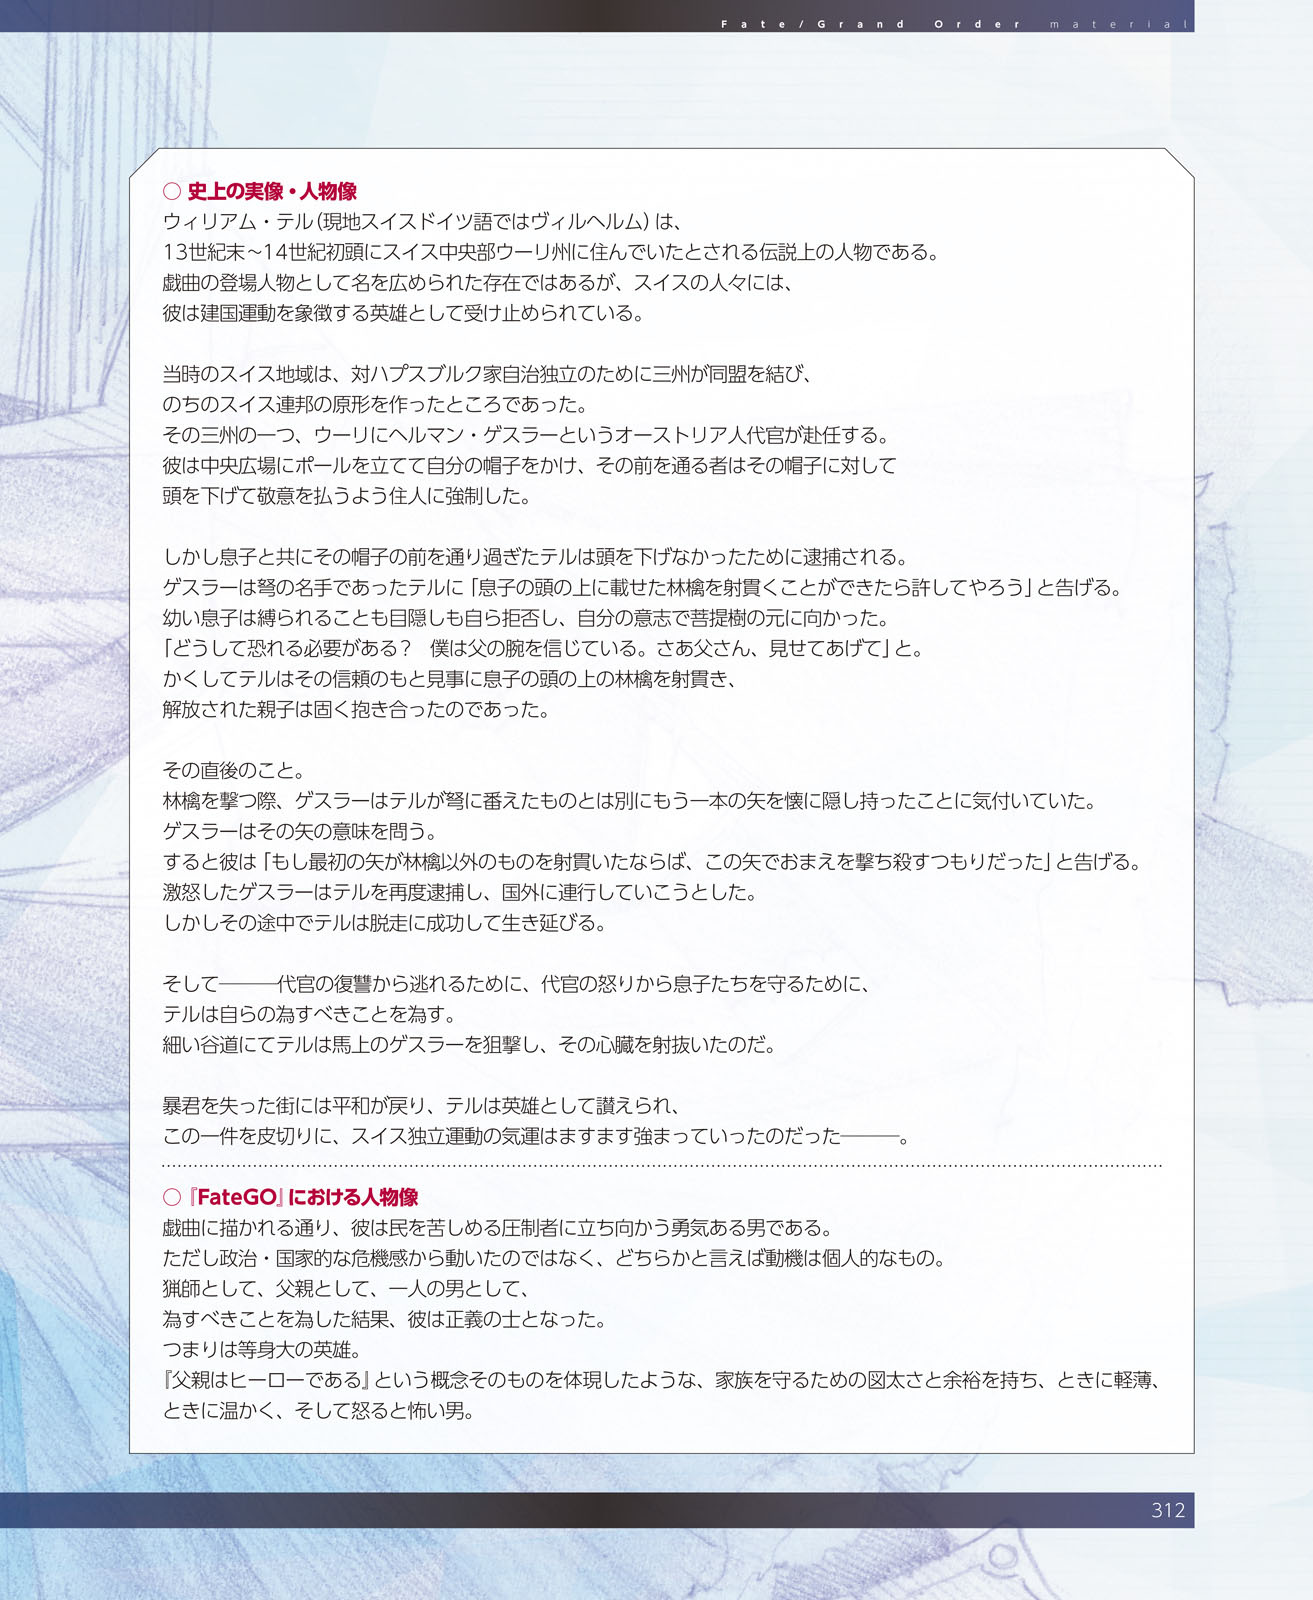 Fate/Grand Order material
○ 史上の実像・人物像
ウィリアム・テル(現地スイスドイツ語ではヴィルヘルム)は、
13世紀末～14世紀初頭にスイス中央部ウーリ州に住んでいたとされる伝説上の人物である。
戯曲の登場人物として名を広められた存在ではあるが、スイスの人々には、
彼は建国運動を象徴する英雄として受け止められている。
当時のスイス地域は、対ハプスブルク家自治独立のために三州が同盟を結び、
のちのスイス連邦の原形を作ったところであった。
その三州の一つ、ウーリにヘルマン・ゲスラーというオーストリア人代官が赴任する。
彼は中央広場にポールを立てて自分の帽子をかけ、その前を通る者はその帽子に対して
頭を下げて敬意を払うよう住人に強制した。
しかし息子と共にその帽子の前を通り過ぎたテルは頭を下げなかったために逮捕される。
ゲスラーは弩の名手であったテルに「息子の頭の上に載せた林檎を射貫くことができたら許してやろう」と告げる。
幼い息子は縛られることも目隠しも自ら拒否し、自分の意志で菩提樹の元に向かった。
「どうして恐れる必要がある？　僕は父の腕を信じている。さあ父さん、見せてあげて」と。
かくしてテルはその信頼のもと見事に息子の頭の上の林檎を射貫き、
解放された親子は固く抱き合ったのであった。
その直後のこと。
林檎を撃つ際、ゲスラーはテルが弩に番えたものとは別にもう一本の矢を懐に隠し持ったことに気付いていた。
ゲスラーはその矢の意味を問う。
すると彼は「もし最初の矢が林檎以外のものを射貫いたならば、この矢でおまえを撃ち殺すつもりだった」と告げる。
激怒したゲスラーはテルを再度逮捕し、国外に連行していこうとした。
しかしその途中でテルは脱走に成功して生き延びる。
そして―――代官の復讐から逃れるために、代官の怒りから息子たちを守るために、
テルは自らの為すべきことを為す。
細い谷道にてテルは馬上のゲスラーを狙撃し、その心臓を射抜いたのだ。
暴君を失った街には平和が戻り、テルは英雄として讃えられ、
この一件を皮切りに、スイス独立運動の気運はますます強まっていったのだった―――。
○『FateGO』における人物像
戯曲に描かれる通り、彼は民を苦しめる圧制者に立ち向かう勇気ある男である。
ただし政治・国家的な危機感から動いたのではなく、どちらかと言えば動機は個人的なもの。
猟師として、父親として、一人の男として、
為すべきことを為した結果、彼は正義の士となった。
つまりは等身大の英雄。
『父親はヒーローである』という概念そのものを体現したような、家族を守るための図太さと余裕を持ち、ときに軽薄、
ときに温かく、そして怒ると怖い男。
312